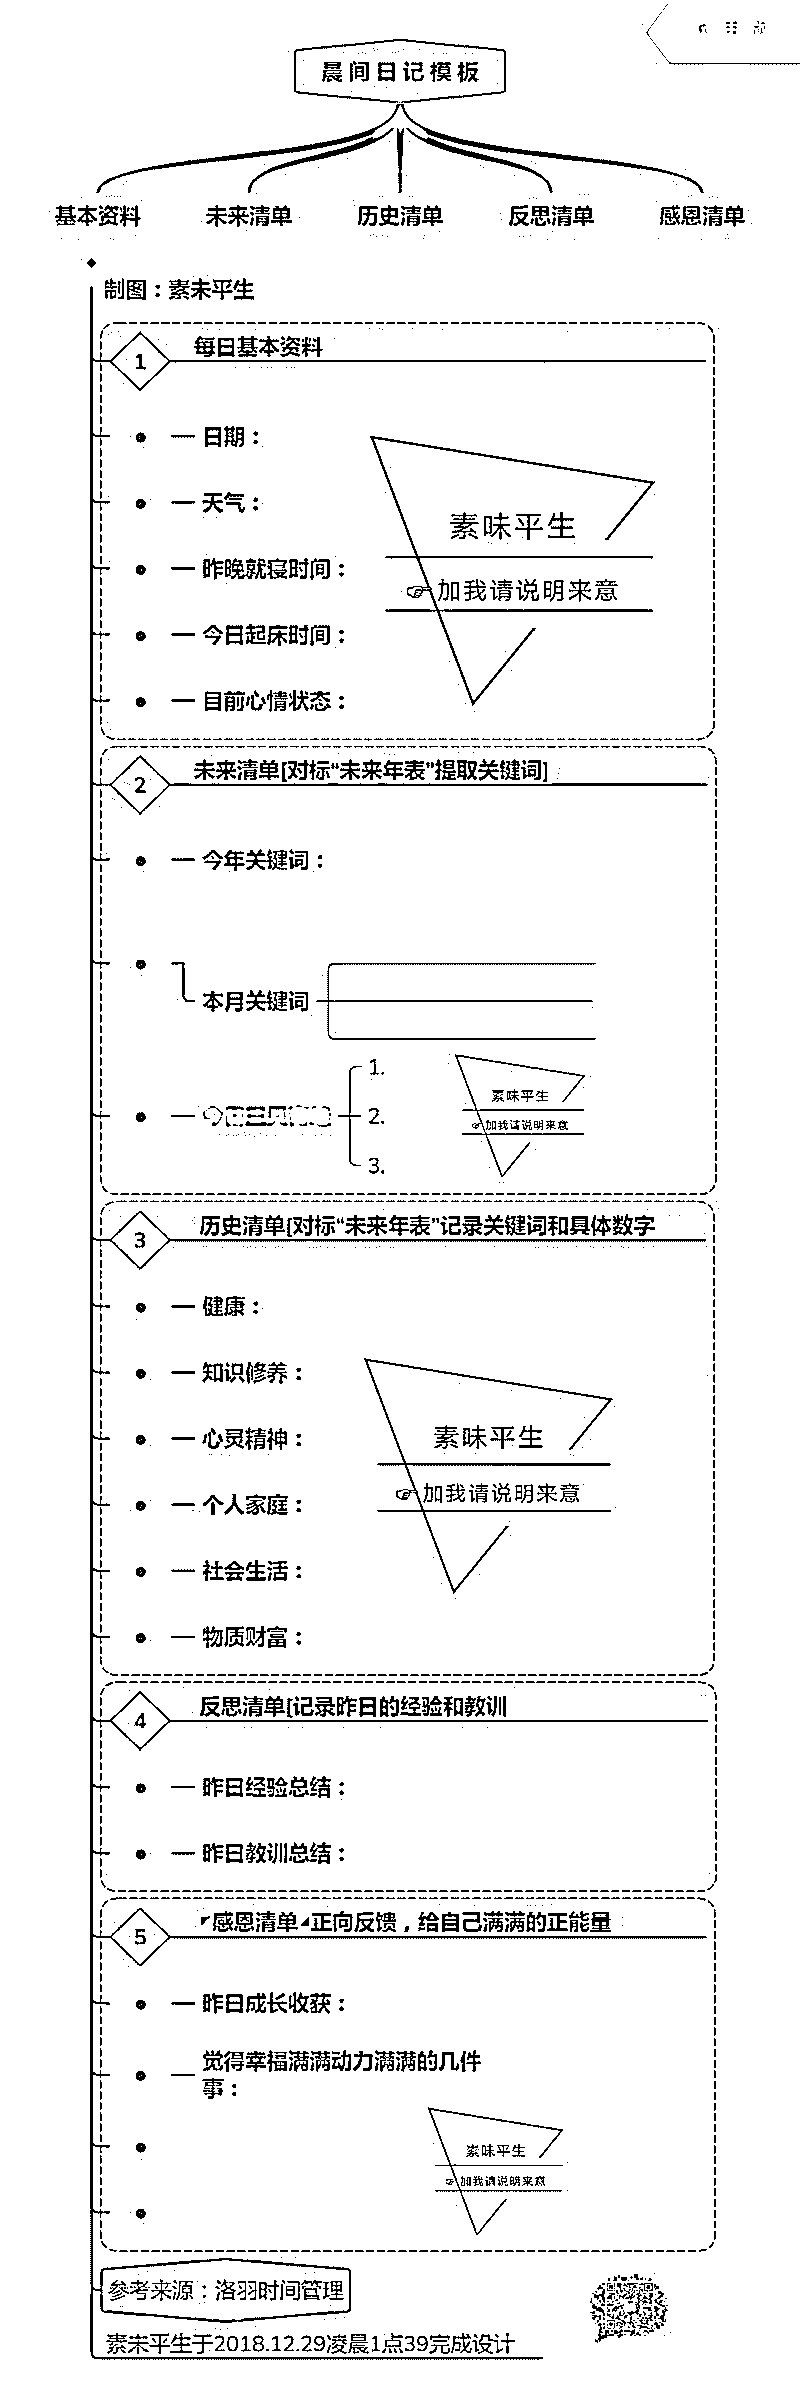 晨间日记模板
基本资料 未来清单 历史清单 反思清单 感恩清单
制图：素未平生
1 每日基本资料
日期：
天气：
素味平生
昨晚就寝时间：
☞加我请说明来意
今日起床时间：
目前心情状态：
2 未来清单[对标“未来年表”提取关键词]
今年关键词：
本月关键词
1.
素味平生
2.
☞加我请说明来意
3.
3 历史清单[对标“未来年表”记录关键词和具体数字
健康：
知识修养：
素味平生
心灵精神：
☞加我请说明来意
个人家庭：
社会生活：
物质财富：
4 反思清单[记录昨日的经验和教训
昨日经验总结：
昨日教训总结：
5 感恩清单 正向反馈，给自己满满的正能量
昨日成长收获：
觉得幸福满满动力满满的几件
事：
素味平生
☞加我请说明来意
参考来源：洛羽时间管理
素未平生于2018.12.29凌晨1点39完成设计